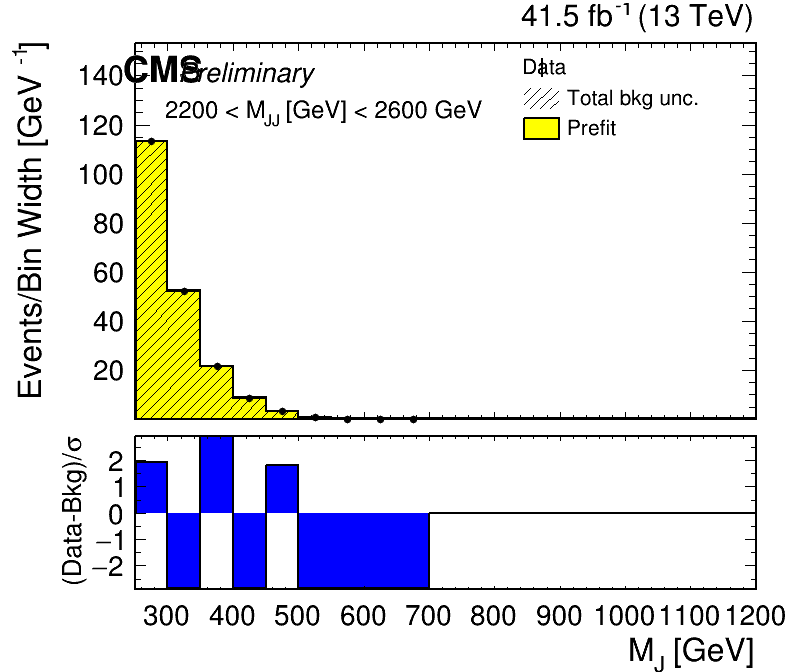 41.5 fb-1 (13 TeV)
CMS Preliminary
2200 < MJJ [GeV] < 2600 GeV
Data
Total bkg unc.
Prefit
Events/Bin Width [GeV-1]
140
120
100
80
60
40
20
(Data-Bkg)/σ
2
1
0
−1
−2
300 400 500 600 700 800 900 1000 1100 1200
MJ [GeV]